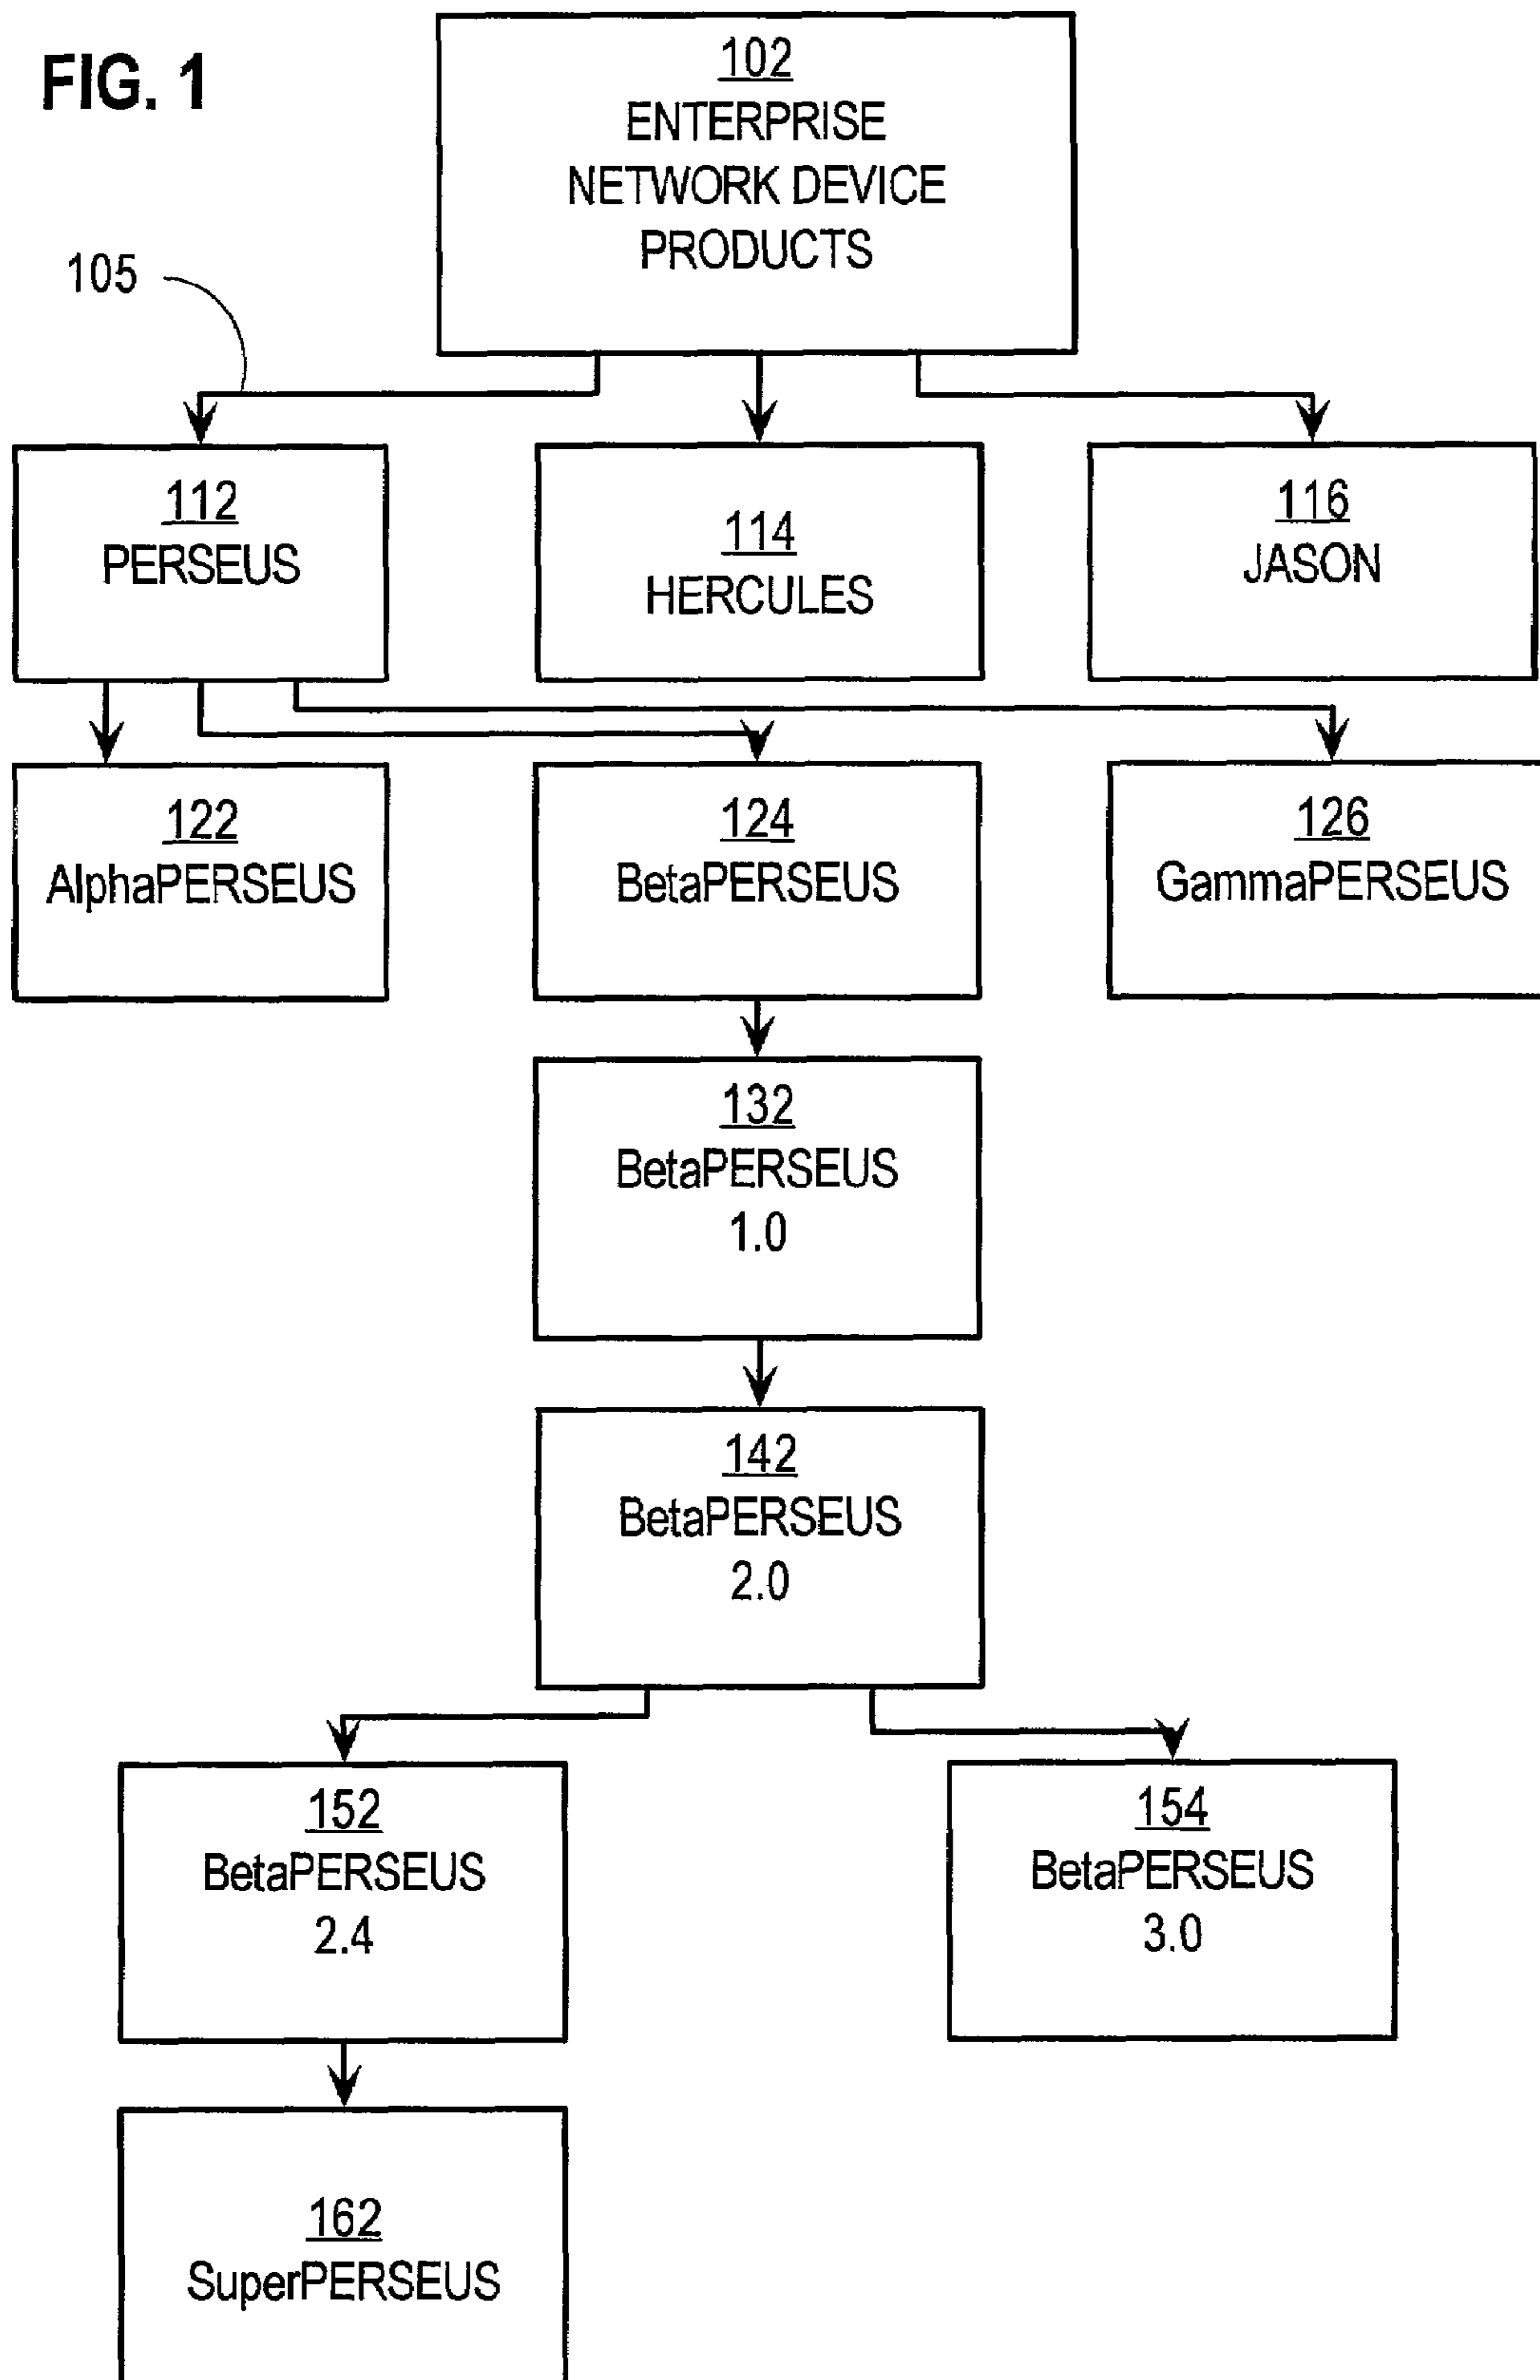 FIG. 1
102
ENTERPRISE
NETWORK DEVICE
PRODUCTS
105
112
PERSEUS
114
HERCULES
116
JASON
122
AlphaPERSEUS
124
BetaPERSEUS
126
GammaPERSEUS
132
BetaPERSEUS
1.0
142
BetaPERSEUS
2.0
152
BetaPERSEUS
2.4
154
BetaPERSEUS
3.0
162
SuperPERSEUS